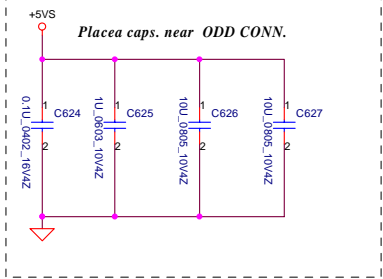 +5VS
Placea caps. near ODD CONN.
1
C624
2
0.1U_0402_16V4Z
1
C625
2
1U_0603_10V4Z
1
C626
2
10U_0805_10V4Z
1
C627
2
10U_0805_10V4Z